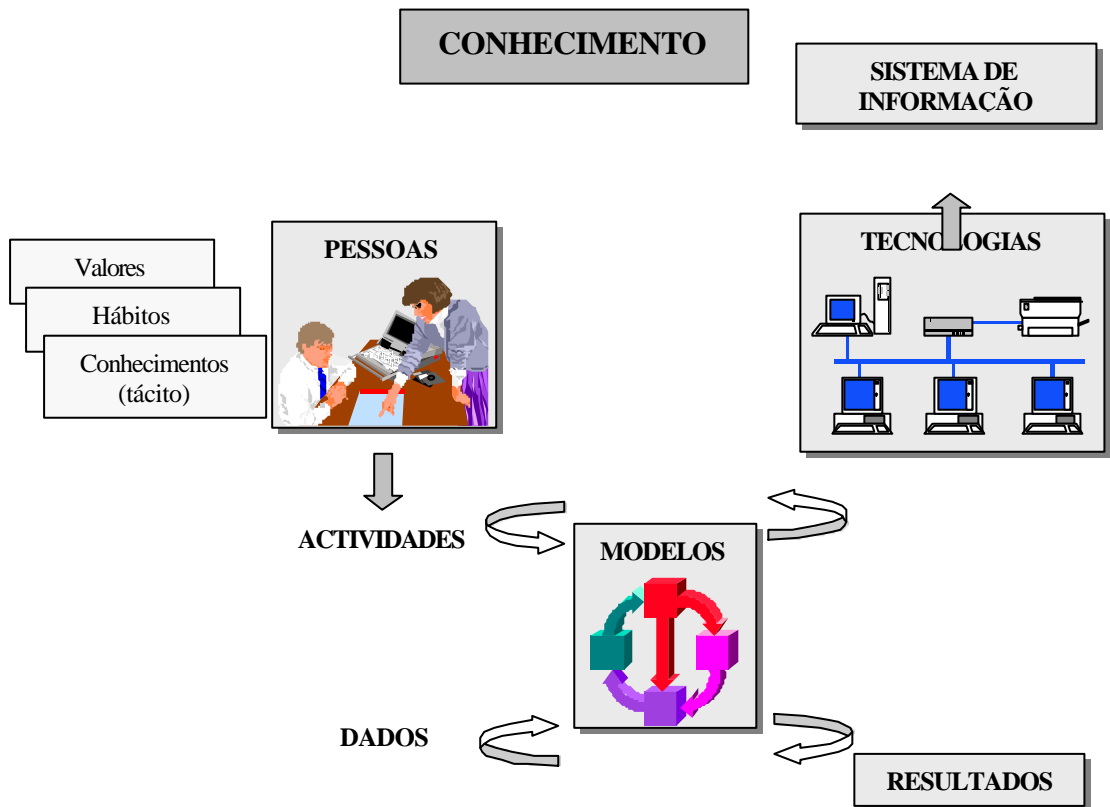 CONHECIMENTO
SISTEMA DE
INFORMAÇÃO
PESSOAS
TECNOLOGIAS
Valores
Hábitos
Conhecimentos
(tácito)
ACTIVIDADES
MODELOS
DADOS
RESULTADOS